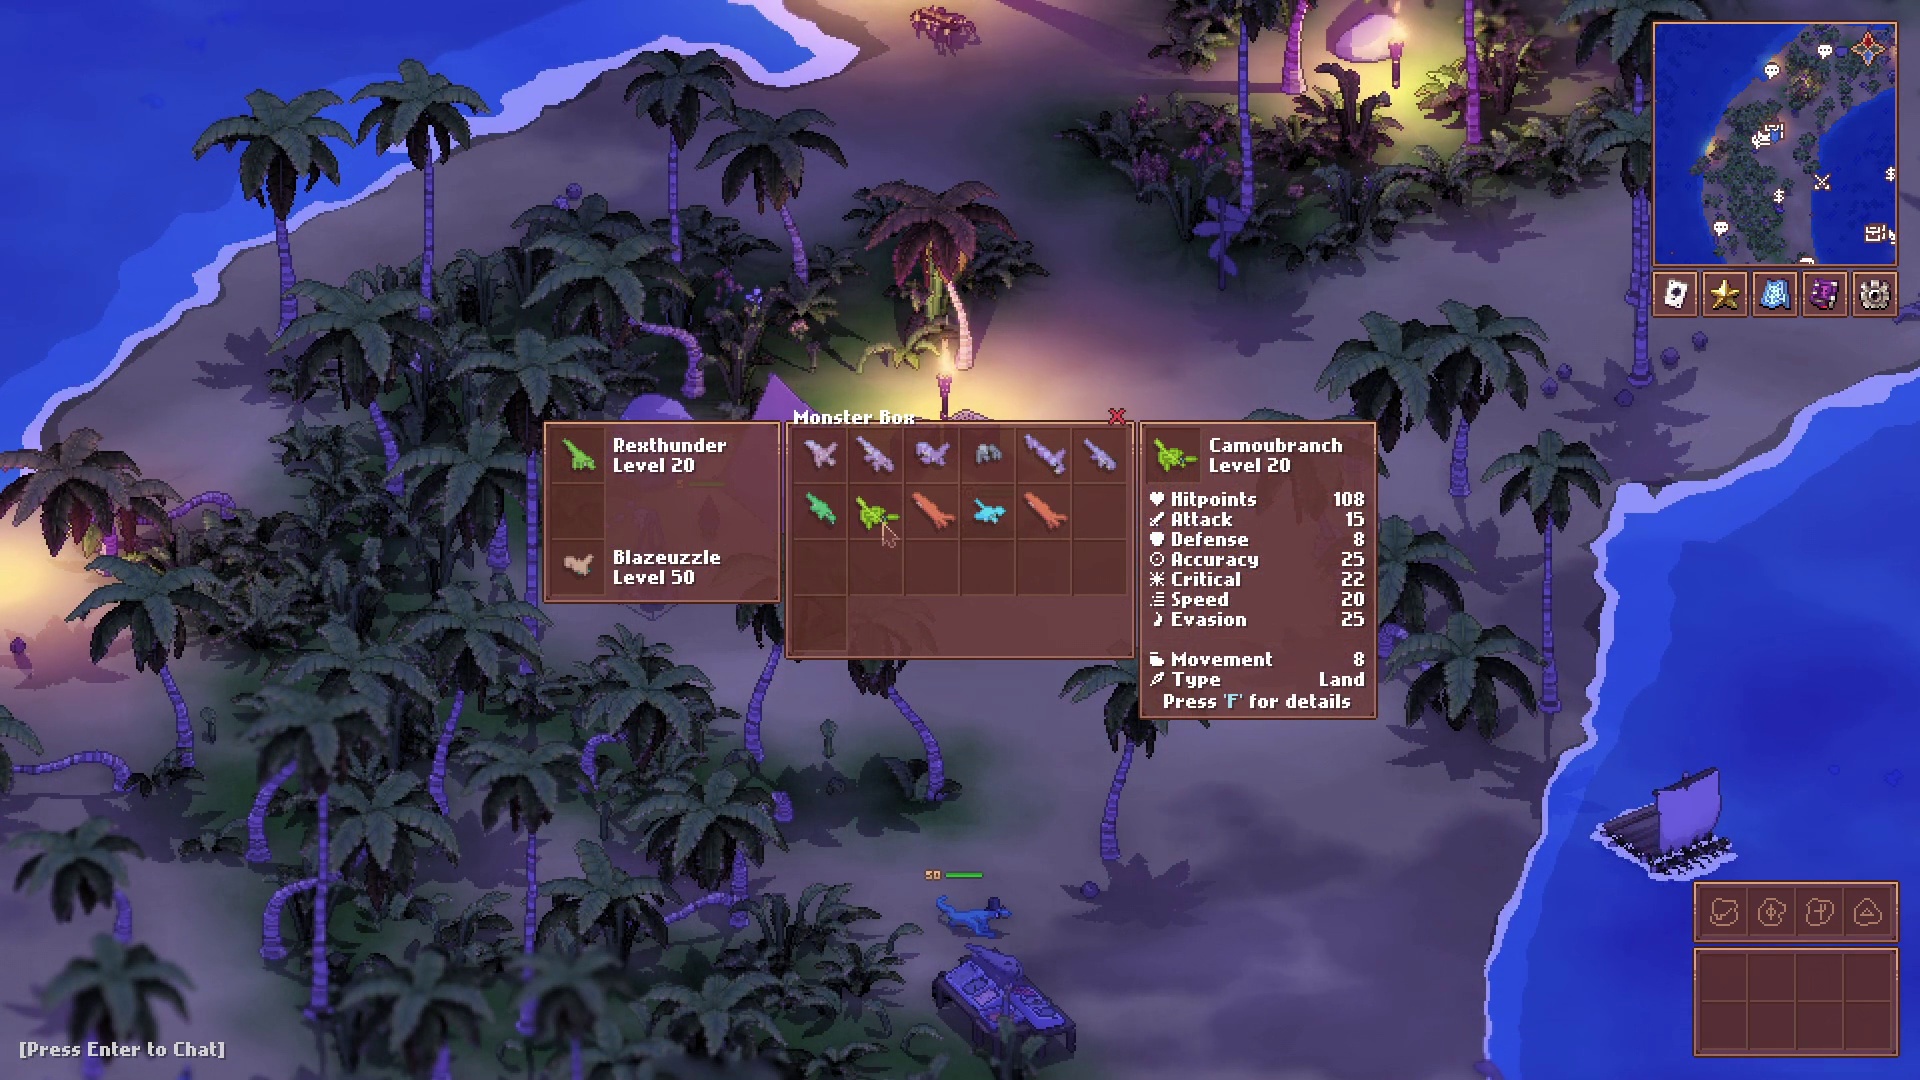 Monster Box
Rexthunder
Level 20
Blazeuzzle
Level 50
Camoubranch
Level 20
Hitpoints 108
Attack 15
Defense 8
Accuracy 25
Critical 22
Speed 20
Evasion 25
Movement 8
Type Land
Press 'F' for details
50
[Press Enter to Chat]